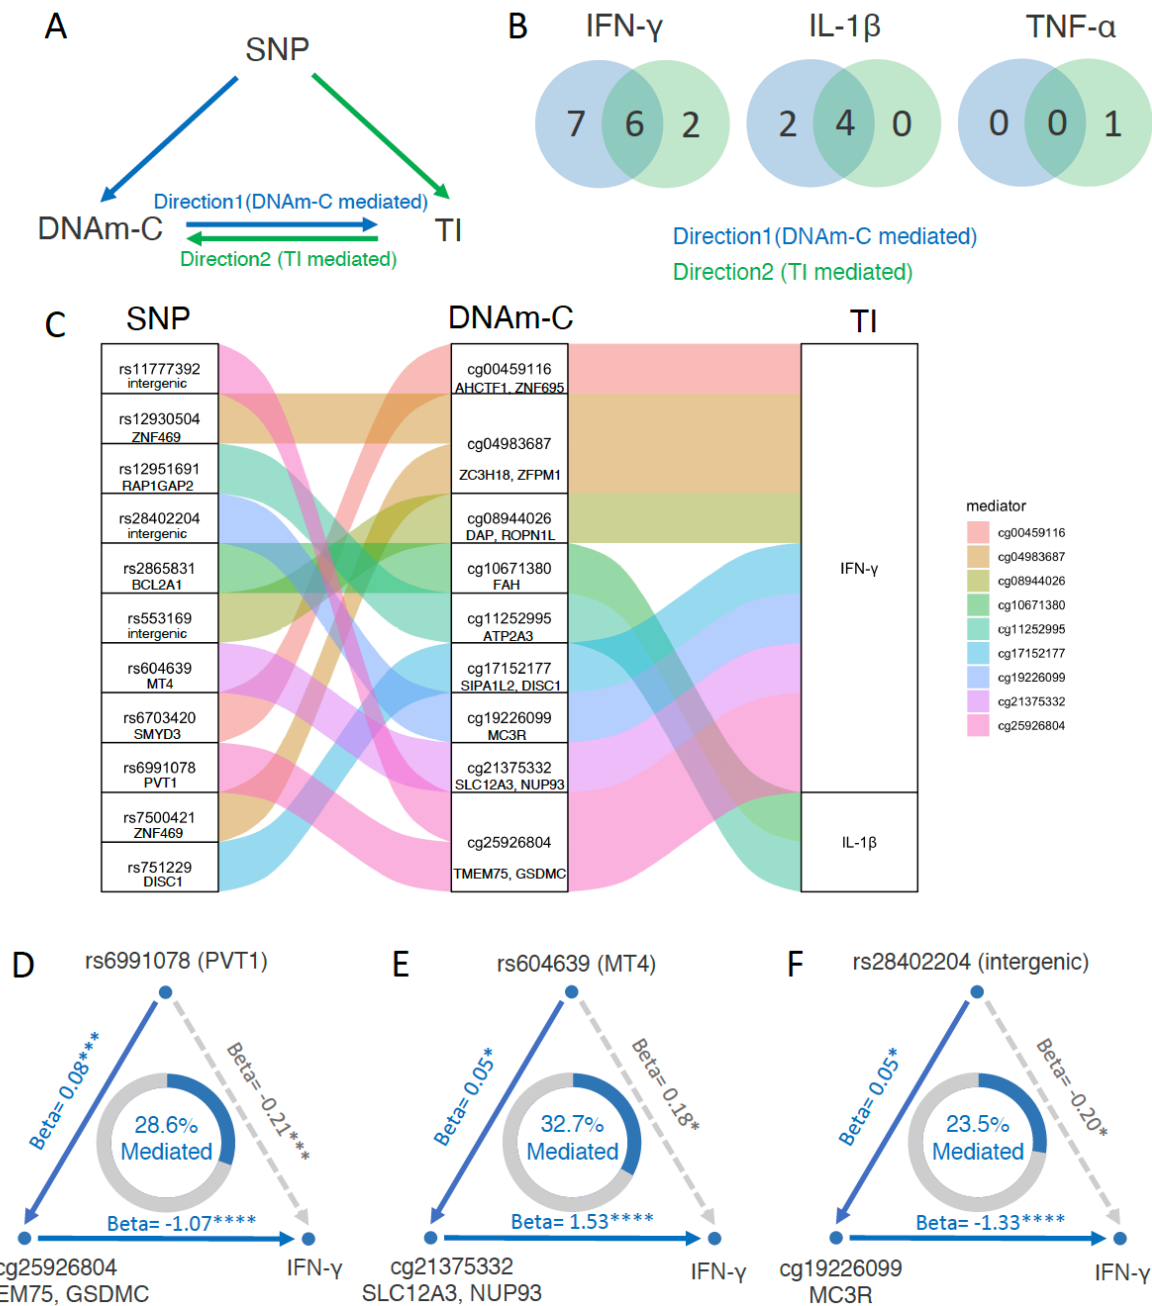 A
SNP
DNAm-C
Direction1(DNAm-C mediated)
TI
Direction2 (TI mediated)
B
IFN-γ
IL-1β
TNF-α
7 6 2
2 4 0
0 0 1
Direction1(DNAm-C mediated)
Direction2 (TI mediated)
C
SNP
DNAm-C
TI
rs11777392
intergenic
rs12930504
ZNF469
rs12951691
RAP1GAP2
rs28402204
intergenic
rs2865831
BCL2A1
rs553169
intergenic
rs604639
MT4
rs6703420
SMYD3
rs6991078
PVT1
rs7500421
ZNF469
rs751229
DISC1
cg00459116
AHCTF1, ZNF695
cg04983687
ZC3H18, ZFPM1
cg08944026
DAP, ROPN1L
cg10671380
FAH
cg11252995
ATP2A3
cg17152177
SIPA1L2, DISC1
cg19226099
MC3R
cg21375332
SLC12A3, NUP93
cg25926804
TMEM75, GSDMC
IFN-γ
IL-1β
mediator
cg00459116
cg04983687
cg08944026
cg10671380
cg11252995
cg17152177
cg19226099
cg21375332
cg25926804
D
rs6991078 (PVT1)
Beta= 0.08***
Beta= -0.21***
28.6%
Mediated
Beta= -1.07****
cg25926804
EM75, GSDMC
IFN-γ
E
rs604639 (MT4)
Beta= 0.05*
Beta= 0.18*
32.7%
Mediated
Beta= 1.53****
cg21375332
SLC12A3, NUP93
IFN-γ
F
rs28402204 (intergenic)
Beta= 0.05*
Beta= -0.20*
23.5%
Mediated
Beta= -1.33****
cg19226099
MC3R
IFN-γ